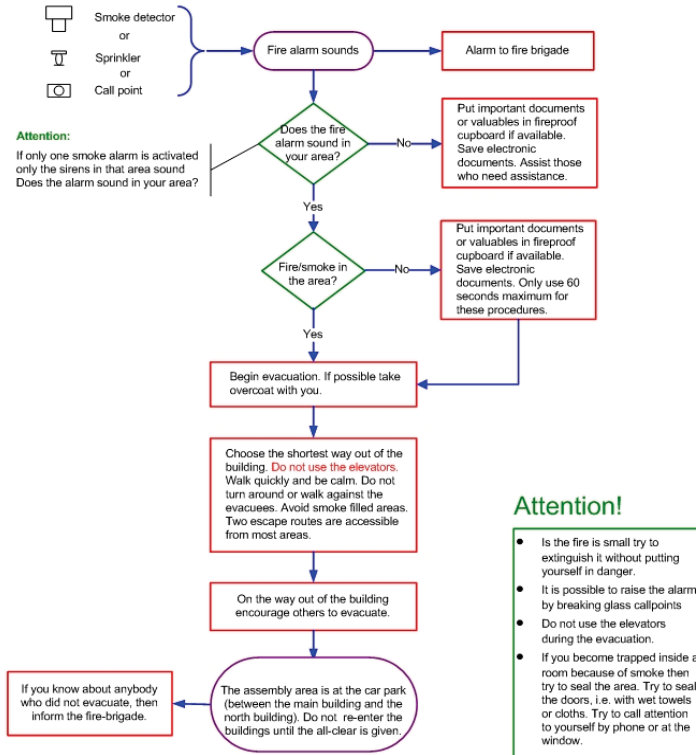 Smoke detector
or
Sprinkler
or
Call point
Fire alarm sounds
Alarm to fire brigade
Attention:
If only one smoke alarm is activated
only the sirens in that area sound
Does the alarm sound in your area?
Does the fire
alarm sound in
your area?
No
Put important documents
or valuables in fireproof
cupboard if available.
Save electronic
documents. Assist those
who need assistance.
Yes
Fire/smoke in
the area?
No
Put important documents
or valuables in fireproof
cupboard if available.
Save electronic
documents. Only use 60
seconds maximum for
these procedures.
Yes
Begin evacuation. If possible take
overcoat with you.
Choose the shortest way out of the
building. Do not use the elevators.
Walk quickly and be calm. Do not
turn around or walk against the
evacuees. Avoid smoke filled areas.
Two escape routes are accessible
from most areas.
On the way out of the building
encourage others to evacuate.
The assembly area is at the car park
(between the main building and the
north building). Do not re-enter the
buildings until the all-clear is given.
If you know about anybody
who did not evacuate, then
inform the fire-brigade.
Attention!
Is the fire is small try to
extinguish it without putting
yourself in danger.
It is possible to raise the alarm
by breaking glass callpoints
Do not use the elevators
during the evacuation.
If you become trapped inside a
room because of smoke then
try to seal the area. Try to seal
the doors, i.e. with wet towels
or cloths. Try to call attention
to yourself by phone or at the
window.